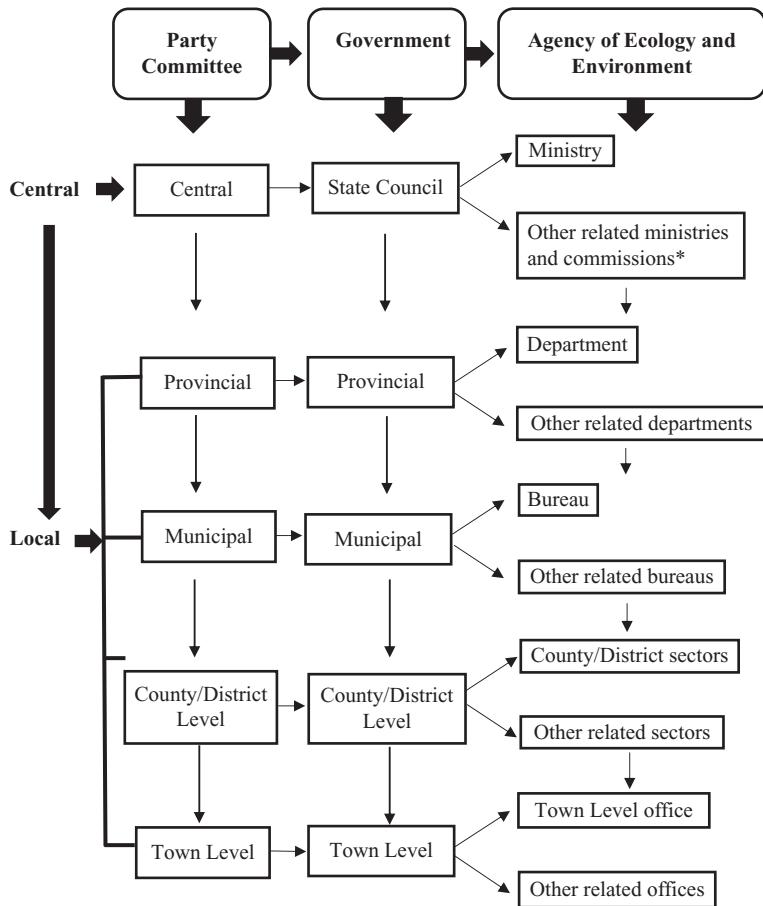 Party
Committee
Government
Agency of Ecology and
Environment
Central
Central
State Council
Ministry
Other related ministries
and commissions*
Provincial
Provincial
Department
Other related departments
Local
Municipal
Municipal
Bureau
Other related bureaus
County/District
Level
County/District
Level
County/District sectors
Other related sectors
Town Level
Town Level
Town Level office
Other related offices